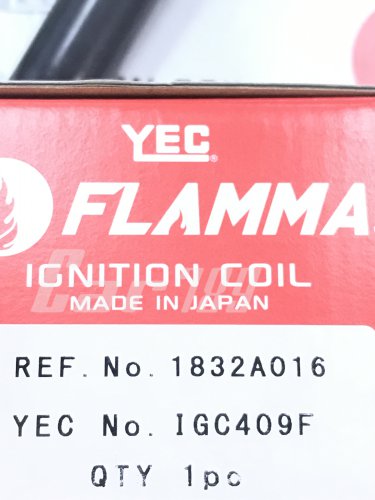 YEC
FLAMMA
IGNITION COIL
MADE IN JAPAN
REF. No. 1832A016
YEC No. IGC409F
QTY 1pc